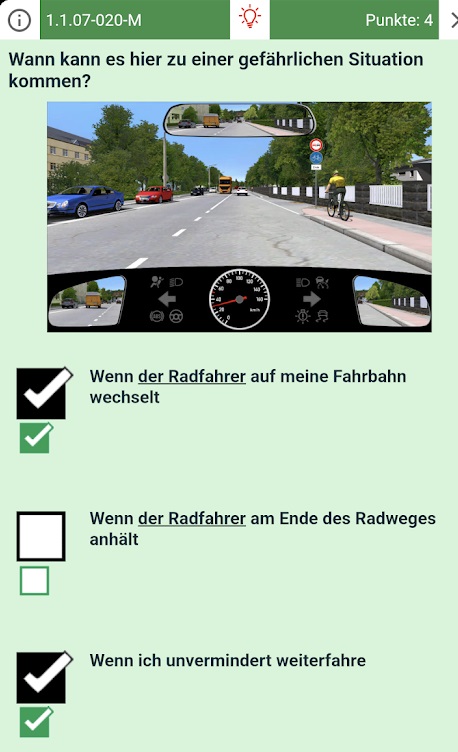 1.1.07-020-M
Punkte: 4
Wann kann es hier zu einer gefährlichen Situation
kommen?
Wenn der Radfahrer auf meine Fahrbahn
wechselt
Wenn der Radfahrer am Ende des Radweges
anhält
Wenn ich unvermindert weiterfahre